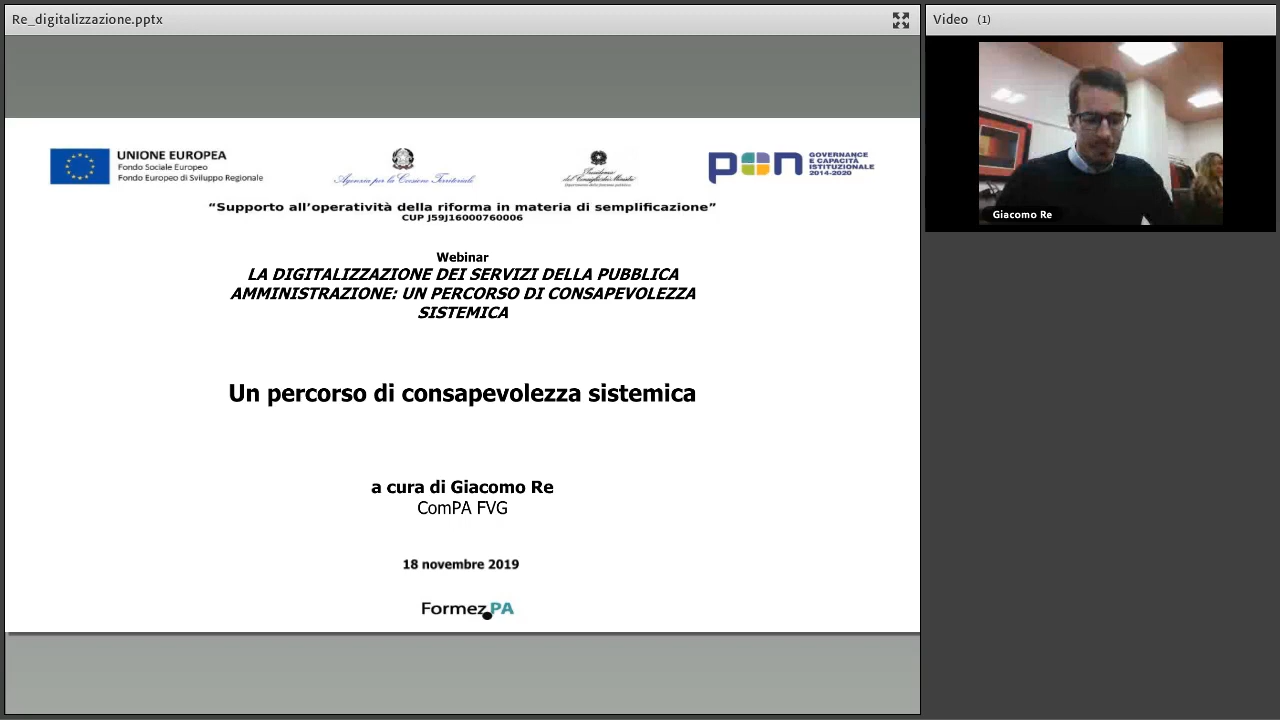 Re_digitalizzazione.pptx
Video (1)
UNIONE EUROPEA
Fondo Sociale Europeo
Fondo Europeo di Sviluppo Regionale
Agenzia per la Coesione Territoriale
Presidenza
del Consiglio dei Ministri
Dipartimento della funzione pubblica
pon GOVERNANCE
E CAPACITÀ
ISTITUZIONALE
2014-2020
“Supporto all’operatività della riforma in materia di semplificazione”
CUP J59J16000760006
Webinar
LA DIGITALIZZAZIONE DEI SERVIZI DELLA PUBBLICA
AMMINISTRAZIONE: UN PERCORSO DI CONSAPEVOLEZZA
SISTEMICA
Un percorso di consapevolezza sistemica
a cura di Giacomo Re
ComPA FVG
18 novembre 2019
Formez PA
Giacomo Re